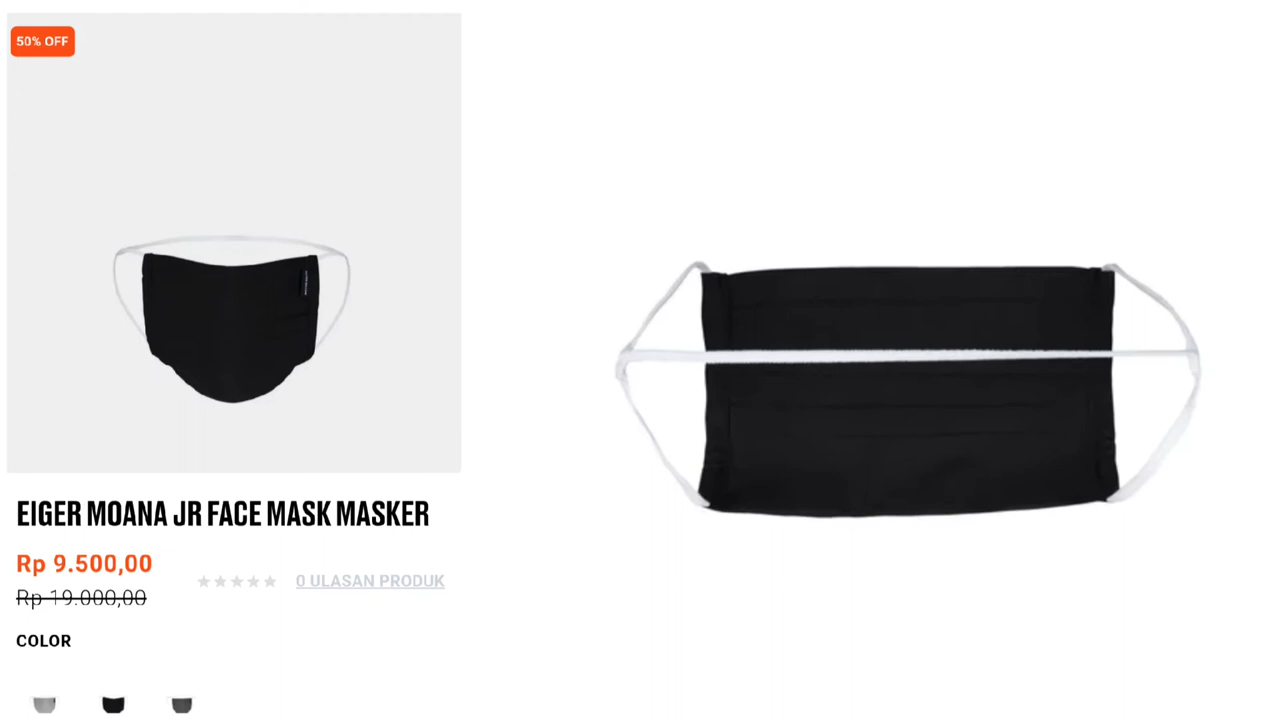 50% OFF
EIGER MOANA JR FACE MASK MASKER
Rp 9.500,00
0 ULASAN PRODUK
Rp 19.000,00
COLOR